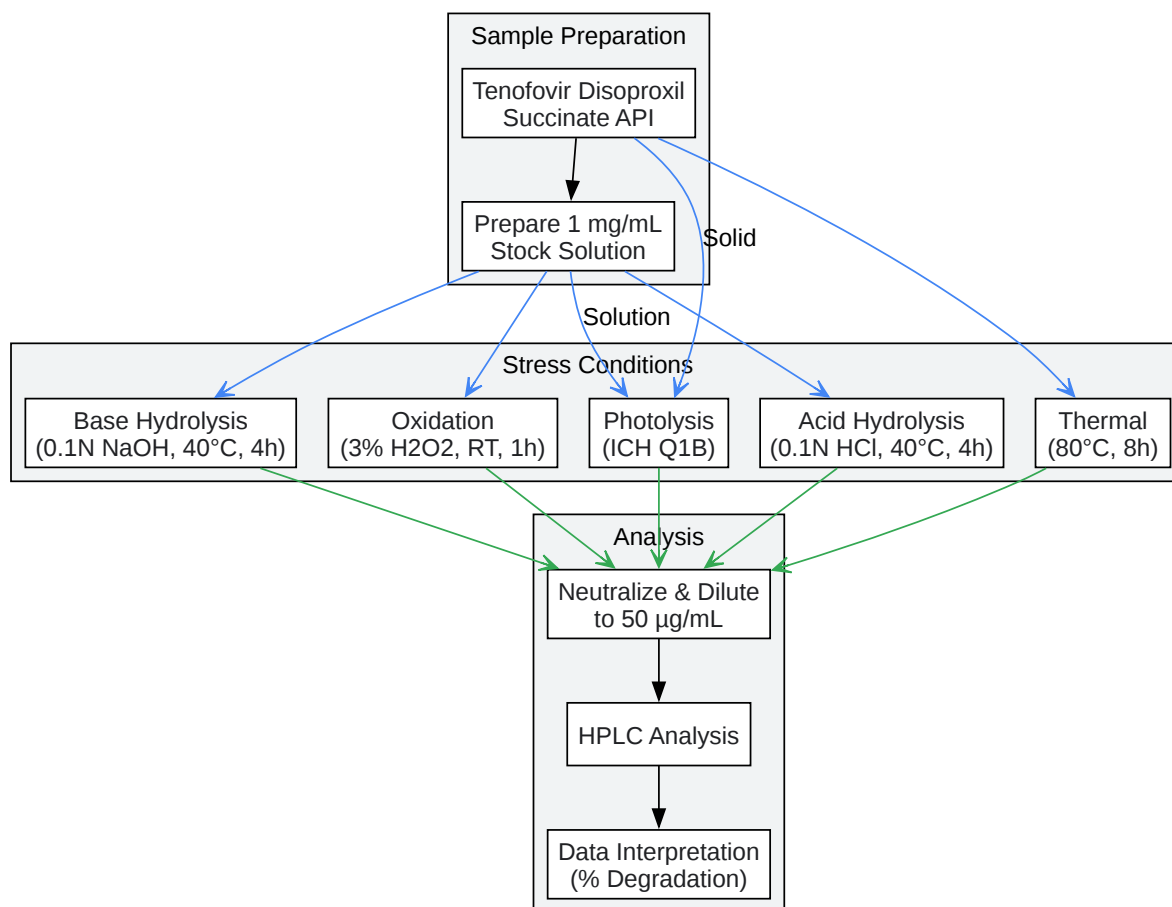 Sample Preparation
Tenofovir Disoproxil
Succinate API
Prepare 1 mg/mL
Stock Solution
Solid
Solution
Stress Conditions
Base Hydrolysis
(0.1N NaOH, 40°C, 4h)
Oxidation
(3% H2O2, RT, 1h)
Photolysis
(ICH Q1B)
Acid Hydrolysis
(0.1N HCl, 40°C, 4h)
Thermal
(80°C, 8h)
Analysis
Neutralize & Dilute
to 50 µg/mL
HPLC Analysis
Data Interpretation
(% Degradation)